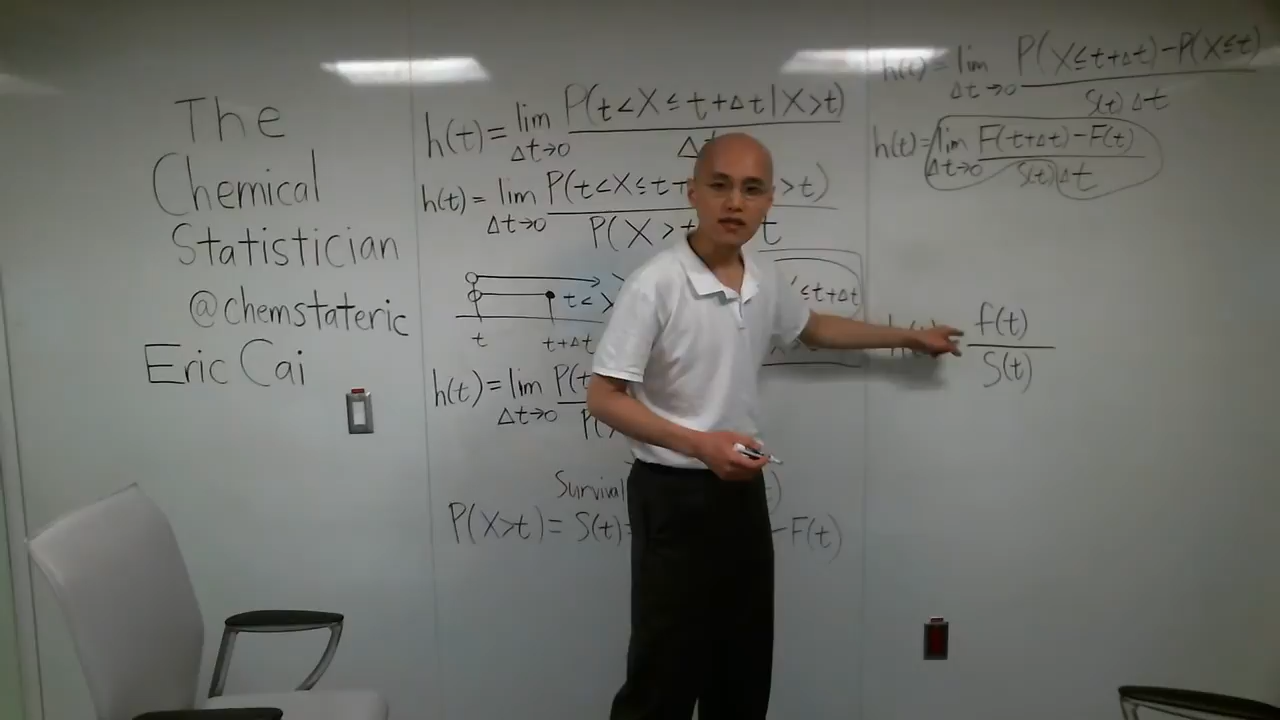 The
Chemical
Statistician
@chemstateric
Eric Cai
h(t) = lim Δt→0 P(t<X≤t+Δt|X>t) / Δt
h(t) = lim Δt→0 P(t<X≤t+ >t) / P(X>t t
t t+Δt t<
'≤t+Δt
h(t) = lim Δt→0 P(t / P(
Survival
P(X>t) = S(t) = -F(t)
h(t) = lim Δt→0 P(X≤t+Δt)-P(X≤t) / S(t)Δt
h(t) = lim Δt→0 F(t+Δt)-F(t) / S(t)Δt
h(t) f(t) / S(t)